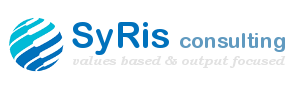 SyRis consulting
values based & output focused